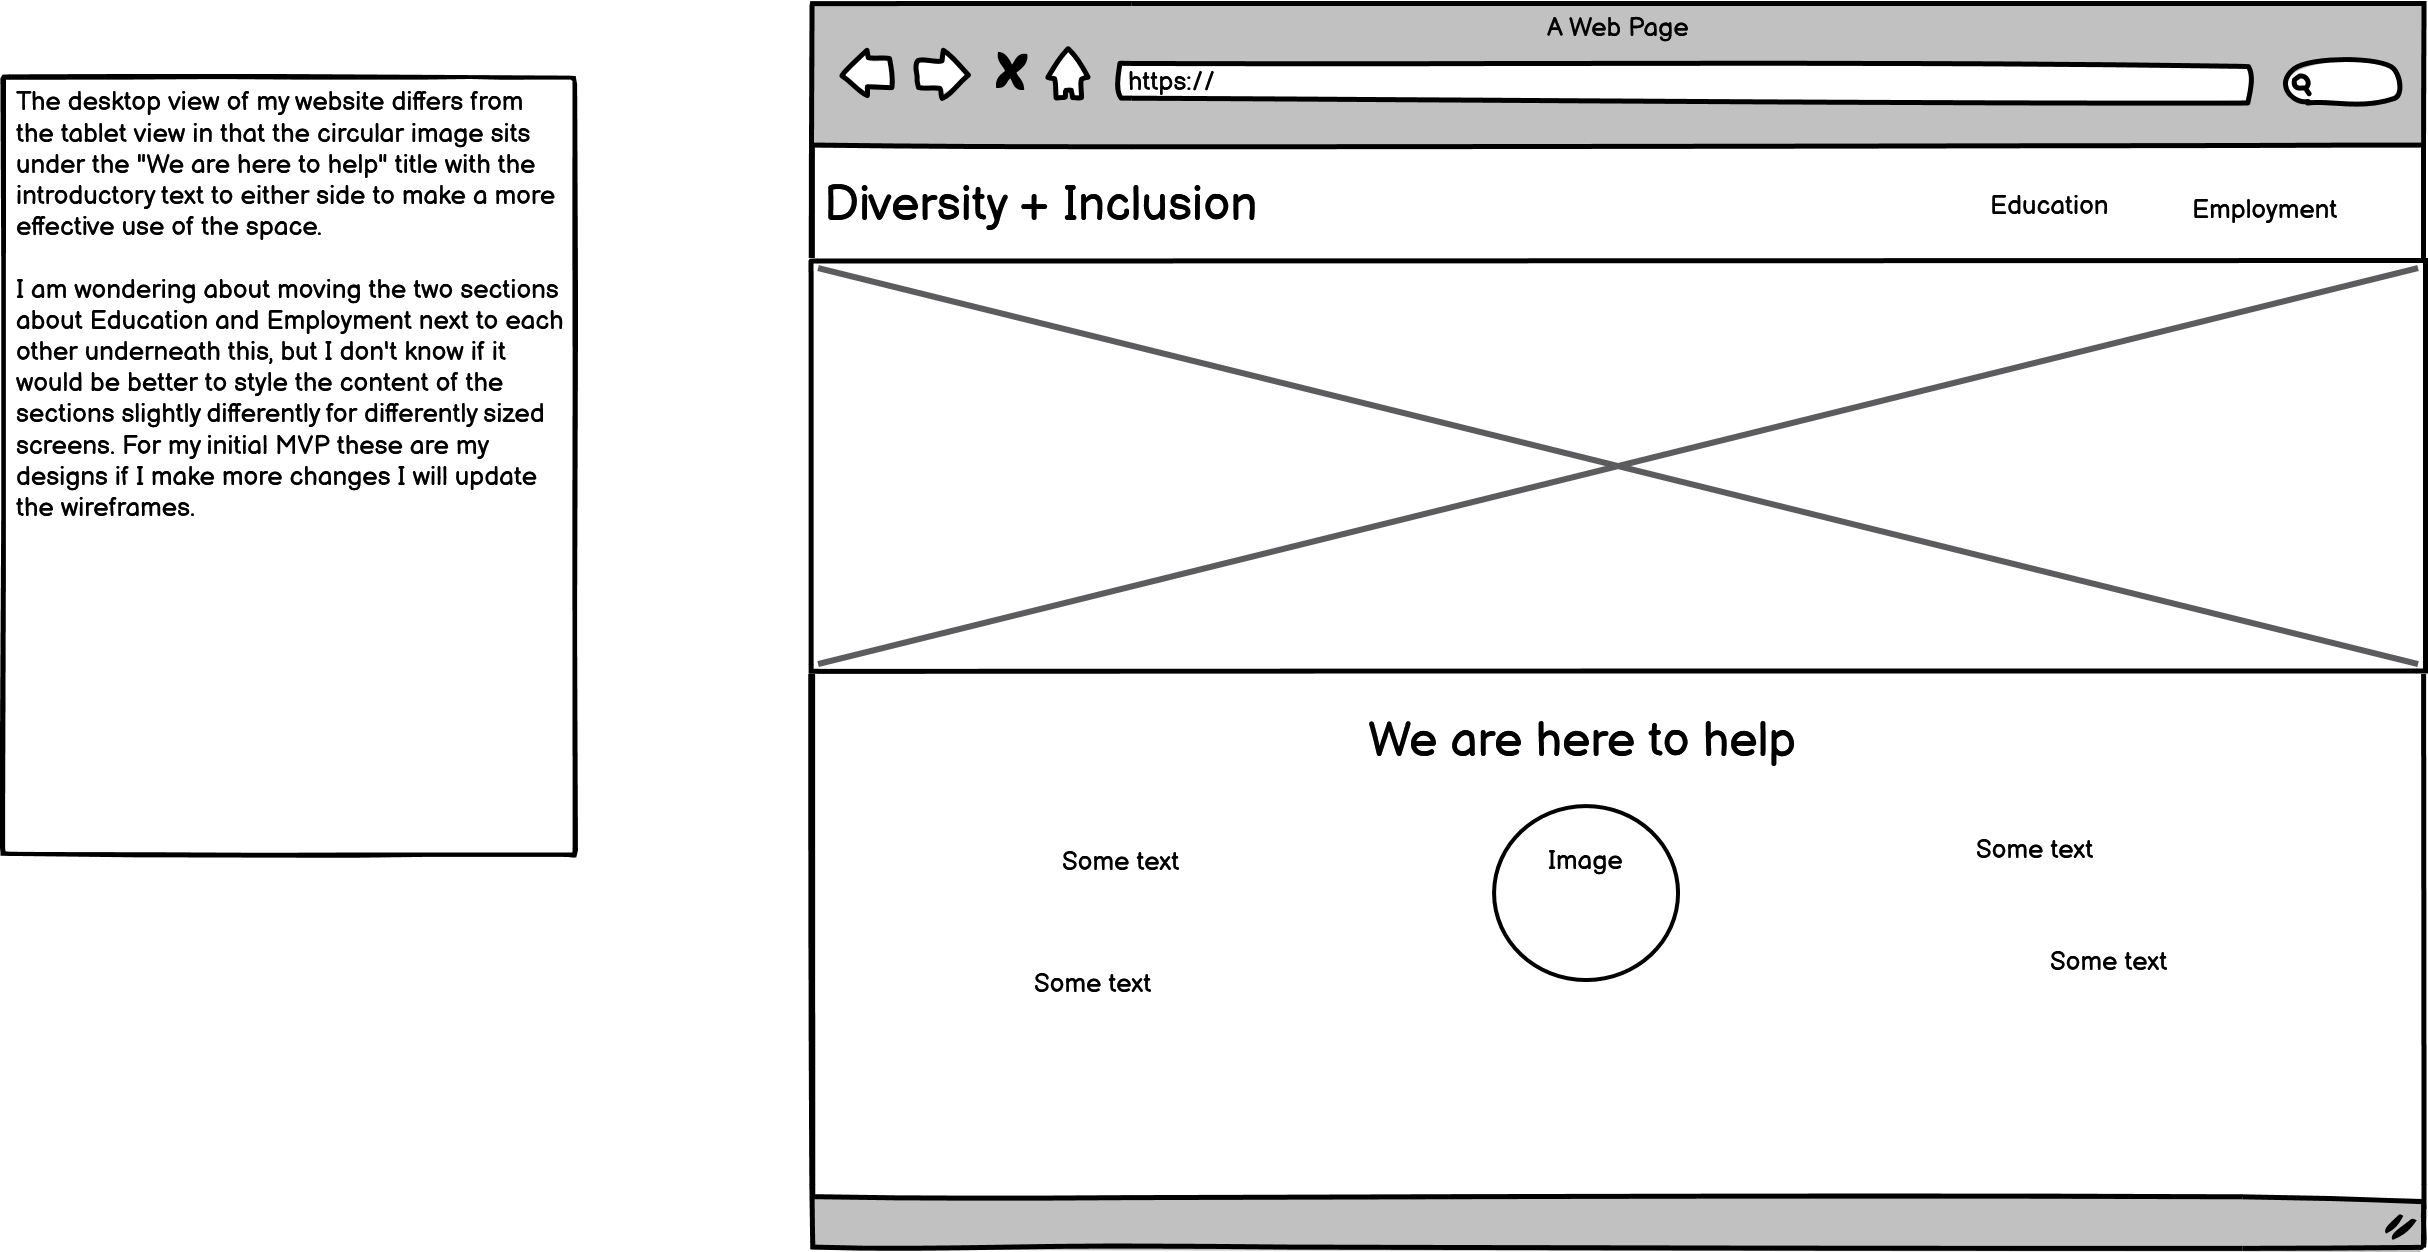 The desktop view of my website differs from
the tablet view in that the circular image sits
under the "We are here to help" title with the
introductory text to either side to make a more
effective use of the space.
I am wondering about moving the two sections
about Education and Employment next to each
other underneath this, but I don't know if it
would be better to style the content of the
sections slightly differently for differently sized
screens. For my initial MVP these are my
designs if I make more changes I will update
the wireframes.
A Web Page
https://
Diversity + Inclusion
Education
Employment
We are here to help
Some text
Image
Some text
Some text
Some text